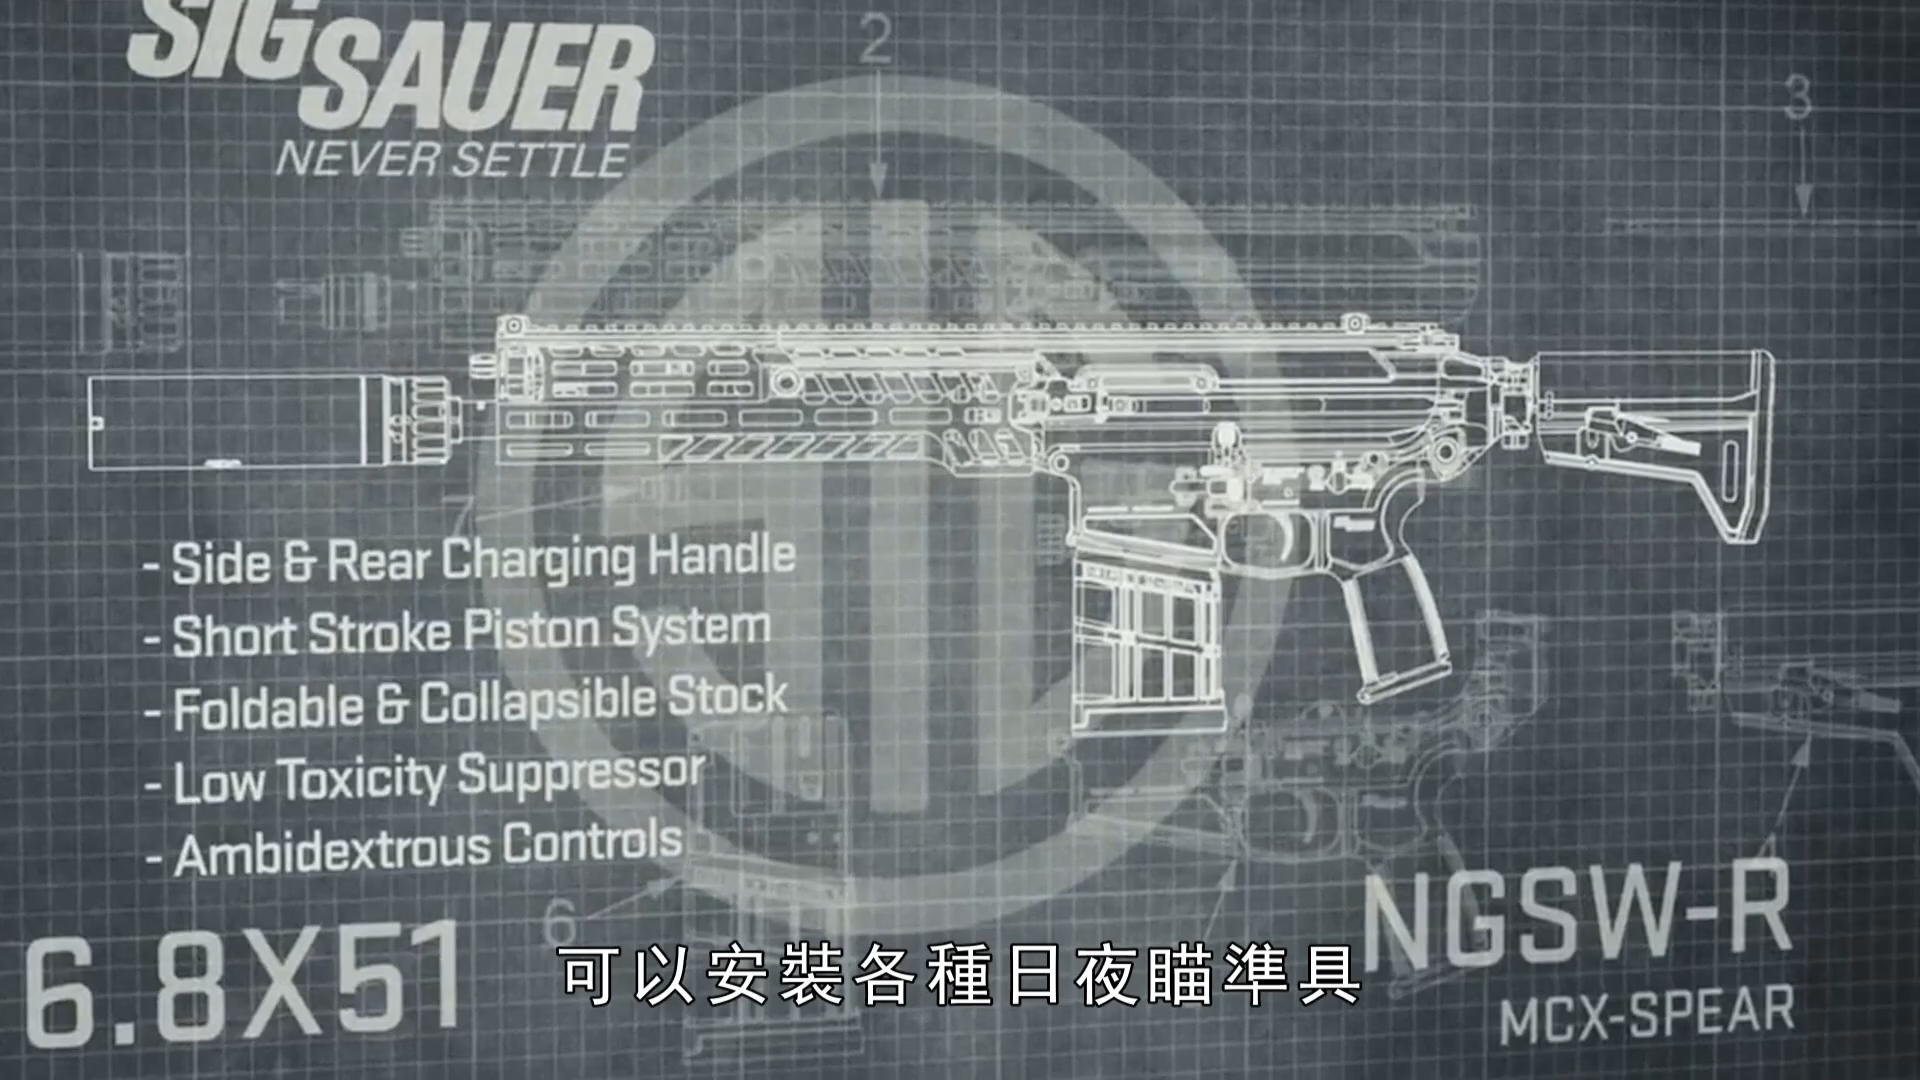 SIG SAUER
NEVER SETTLE
2
3
- Side & Rear Charging Handle
- Short Stroke Piston System
- Foldable & Collapsible Stock
- Low Toxicity Suppressor
- Ambidextrous Controls
6
6.8X51
NGSW-R
MCX-SPEAR
可以安裝各種日夜瞄準具